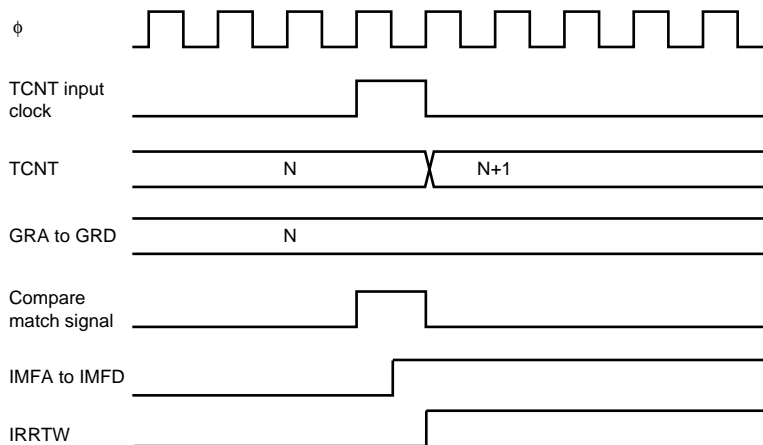 ϕ
TCNT input
clock
TCNT
N
N+1
GRA to GRD
N
Compare
match signal
IMFA to IMFD
IRRTW